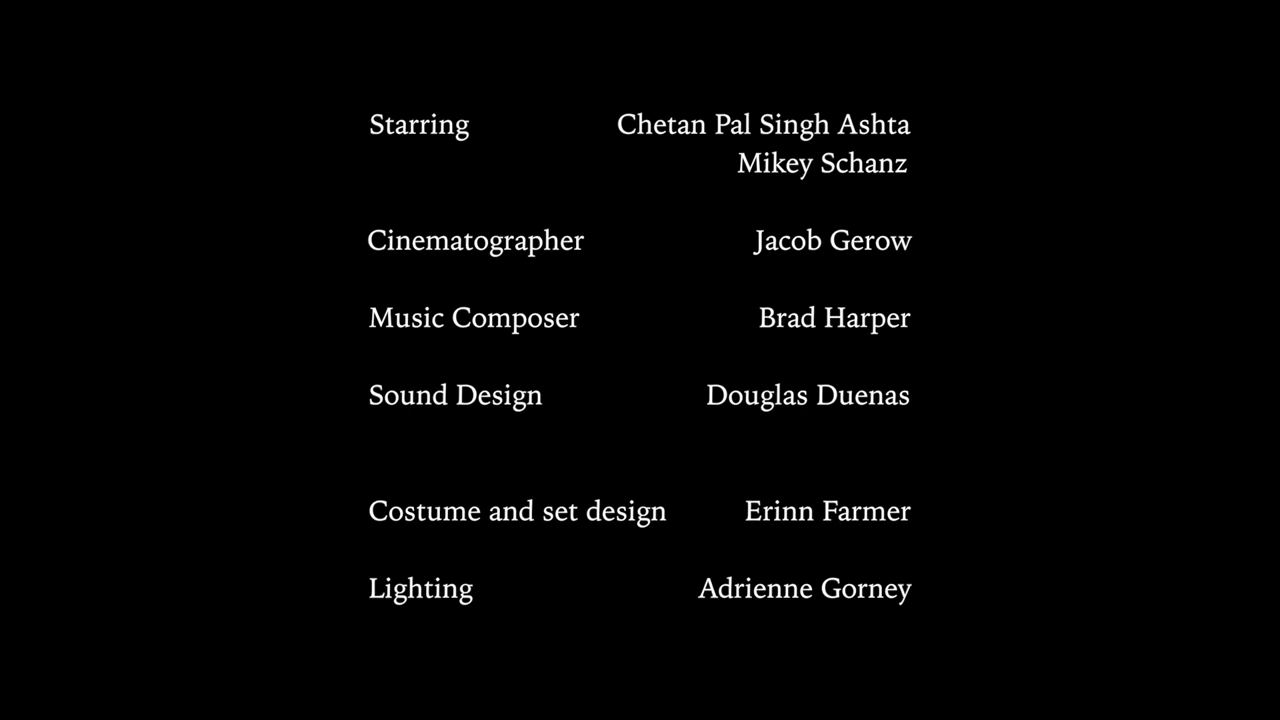 Starring Chetan Pal Singh Ashta
Mikey Schanz
Cinematographer Jacob Gerow
Music Composer Brad Harper
Sound Design Douglas Duenas
Costume and set design Erinn Farmer
Lighting Adrienne Gorney